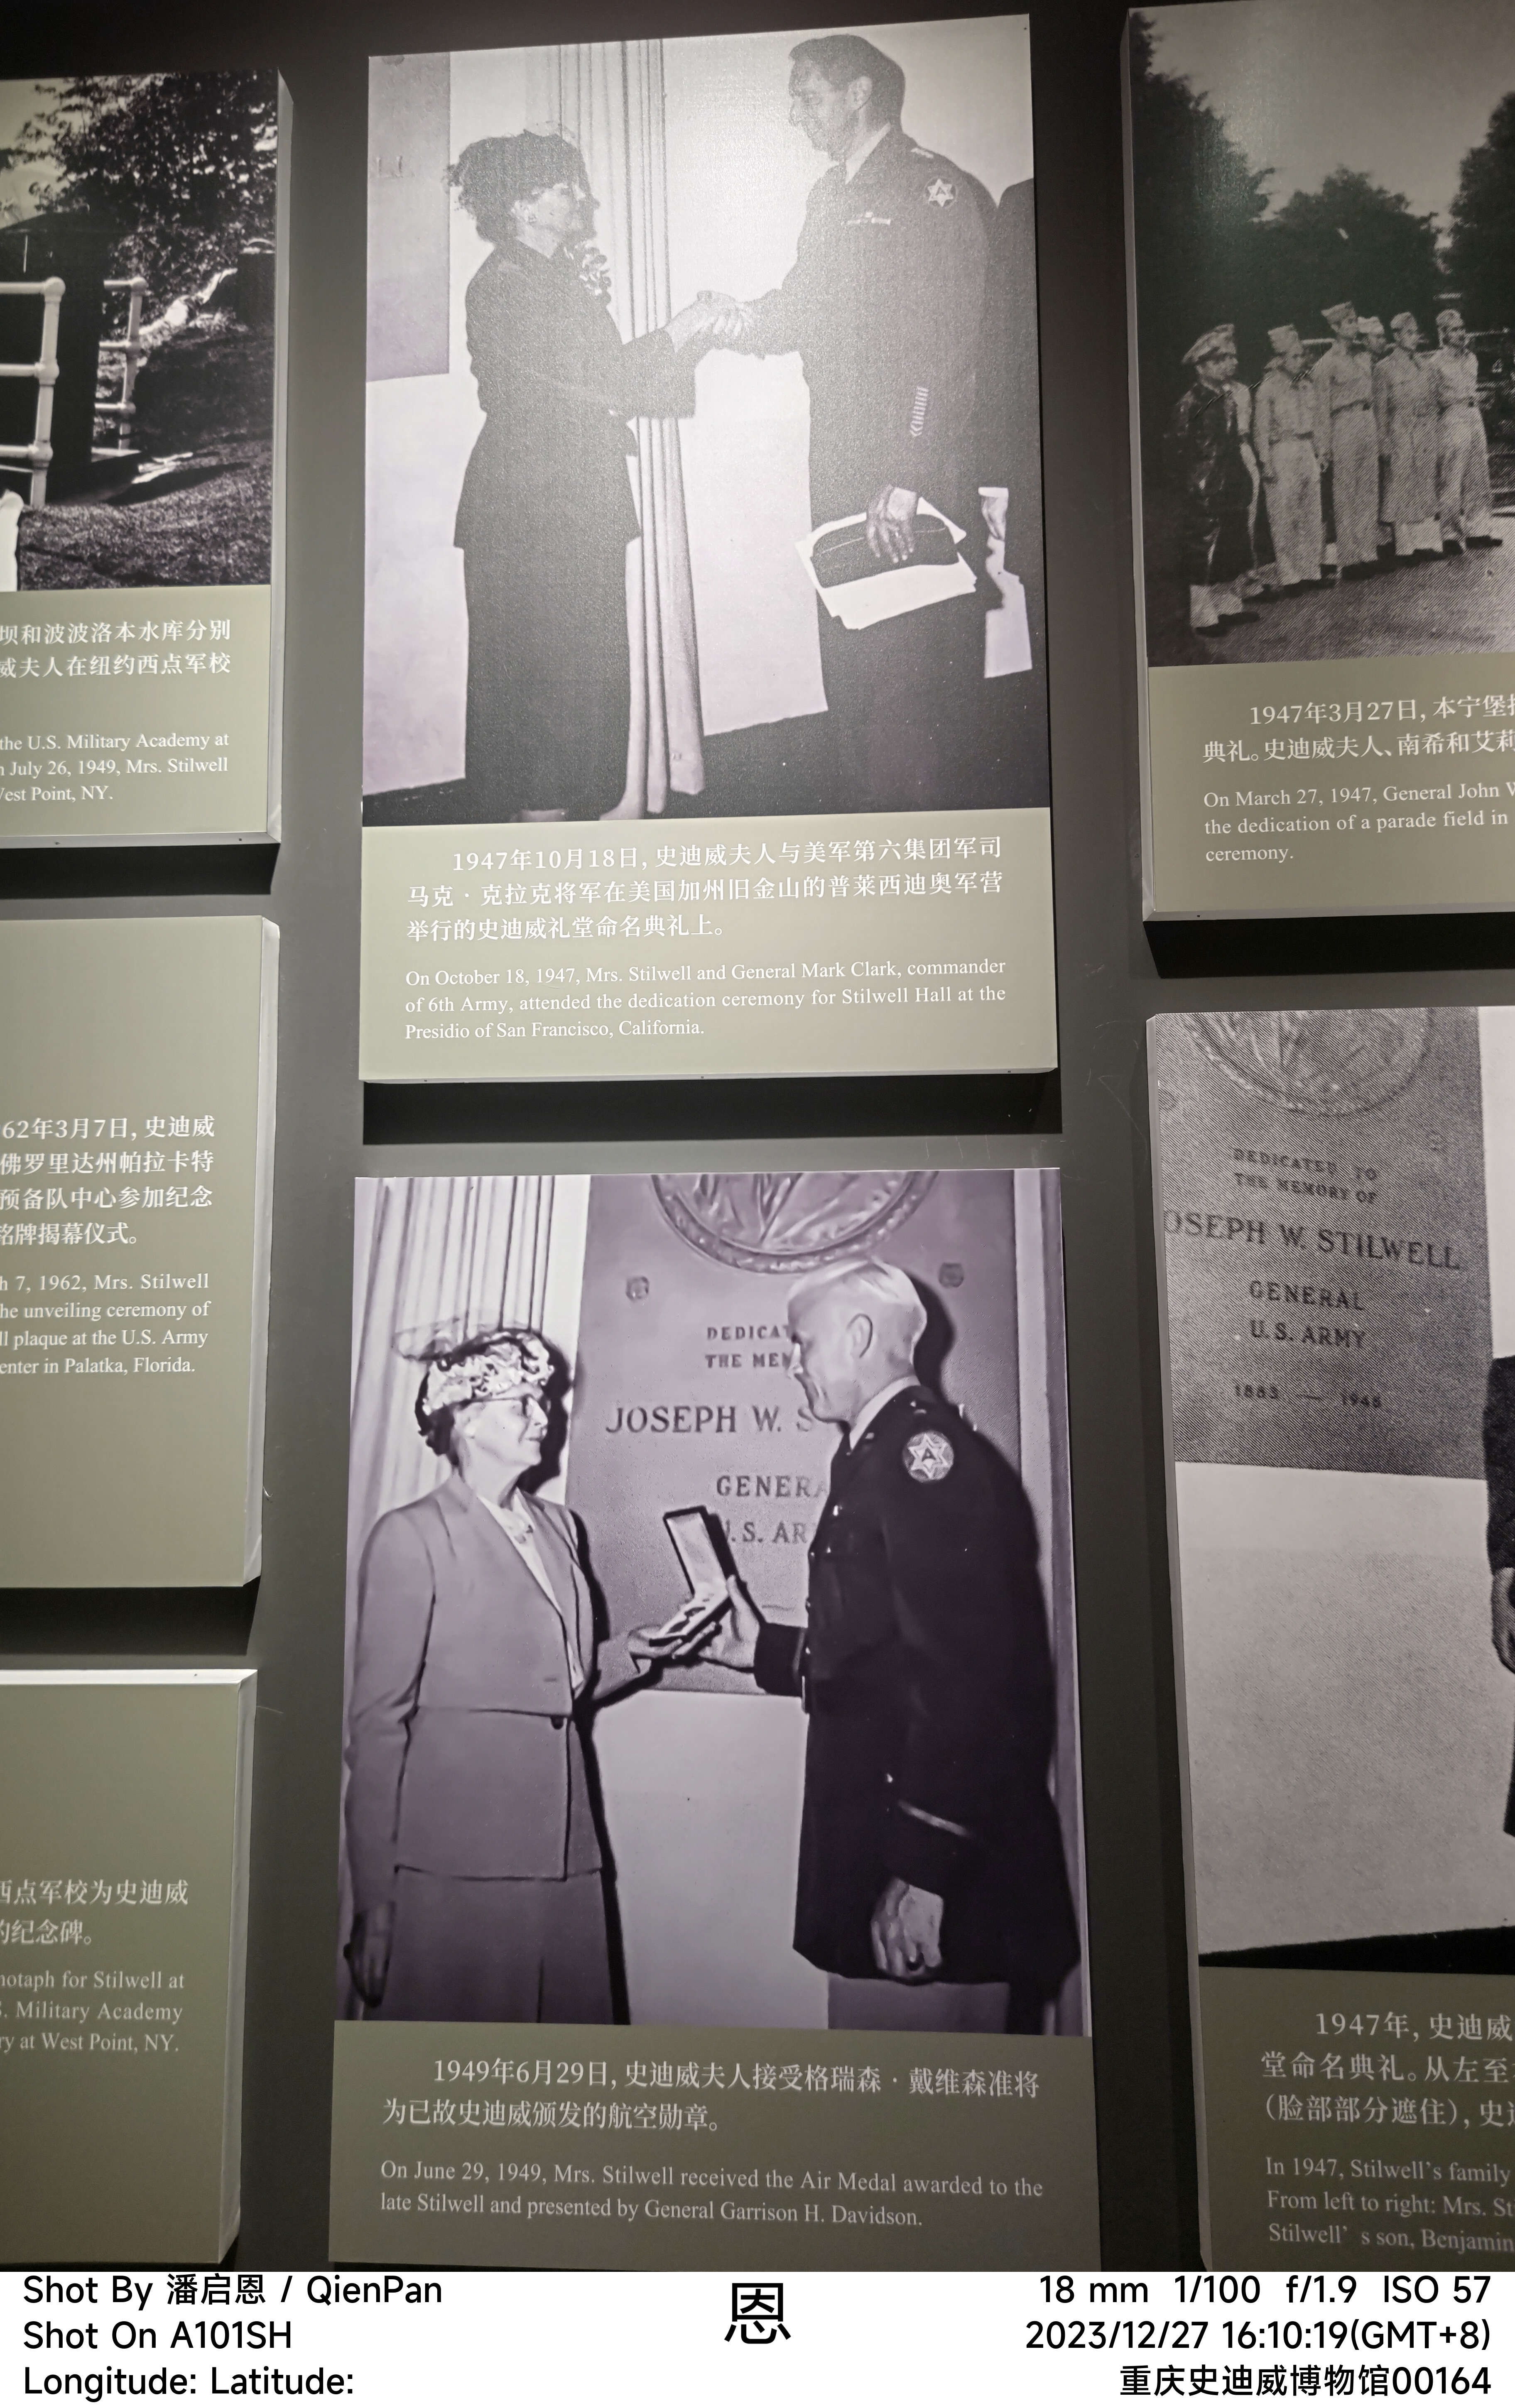 坝和波波洛本水库分别
威夫人在纽约西点军校
the U.S. Military Academy at
July 26, 1949, Mrs. Stilwell
West Point, NY.
62年3月7日，史迪威
佛罗里达州帕拉卡特
预备队中心参加纪念
铭牌揭幕仪式。
h 7, 1962, Mrs. Stilwell
he unveiling ceremony of
ll plaque at the U.S. Army
enter in Palatka, Florida.
西点军校为史迪威
的纪念碑。
notaph for Stilwell at
S. Military Academy
ry at West Point, NY.
1947年10月18日，史迪威夫人与美军第六集团军司
马克·克拉克将军在美国加州旧金山的普莱西迪奥军营
举行的史迪威礼堂命名典礼上。
On October 18, 1947, Mrs. Stilwell and General Mark Clark, commander
of 6th Army, attended the dedication ceremony for Stilwell Hall at the
Presidio of San Francisco, California.
DEDICAT
THE MEM
JOSEPH W. S
GENERA
U.S. AR
1949年6月29日，史迪威夫人接受格瑞森·戴维森准将
为已故史迪威颁发的航空勋章。
On June 29, 1949, Mrs. Stilwell received the Air Medal awarded to the
late Stilwell and presented by General Garrison H. Davidson.
1947年3月27日，本宁堡
典礼。史迪威夫人、南希和艾莉
On March 27, 1947, General John W
the dedication of a parade field in
ceremony.
DEDICATED TO
THE MEMORY OF
OSEPH W. STILWELL
GENERAL
U.S. ARMY
1883 — 1946
1947年，史迪威
堂命名典礼。从左至
（脸部部分遮住），史
In 1947, Stilwell's family
From left to right: Mrs. St
Stilwell’ s son, Benjamin
Shot By 潘启恩 / QienPan
Shot On A101SH
Longitude: Latitude:
恩
18 mm 1/100 f/1.9 ISO 57
2023/12/27 16:10:19(GMT+8)
重庆史迪威博物馆00164